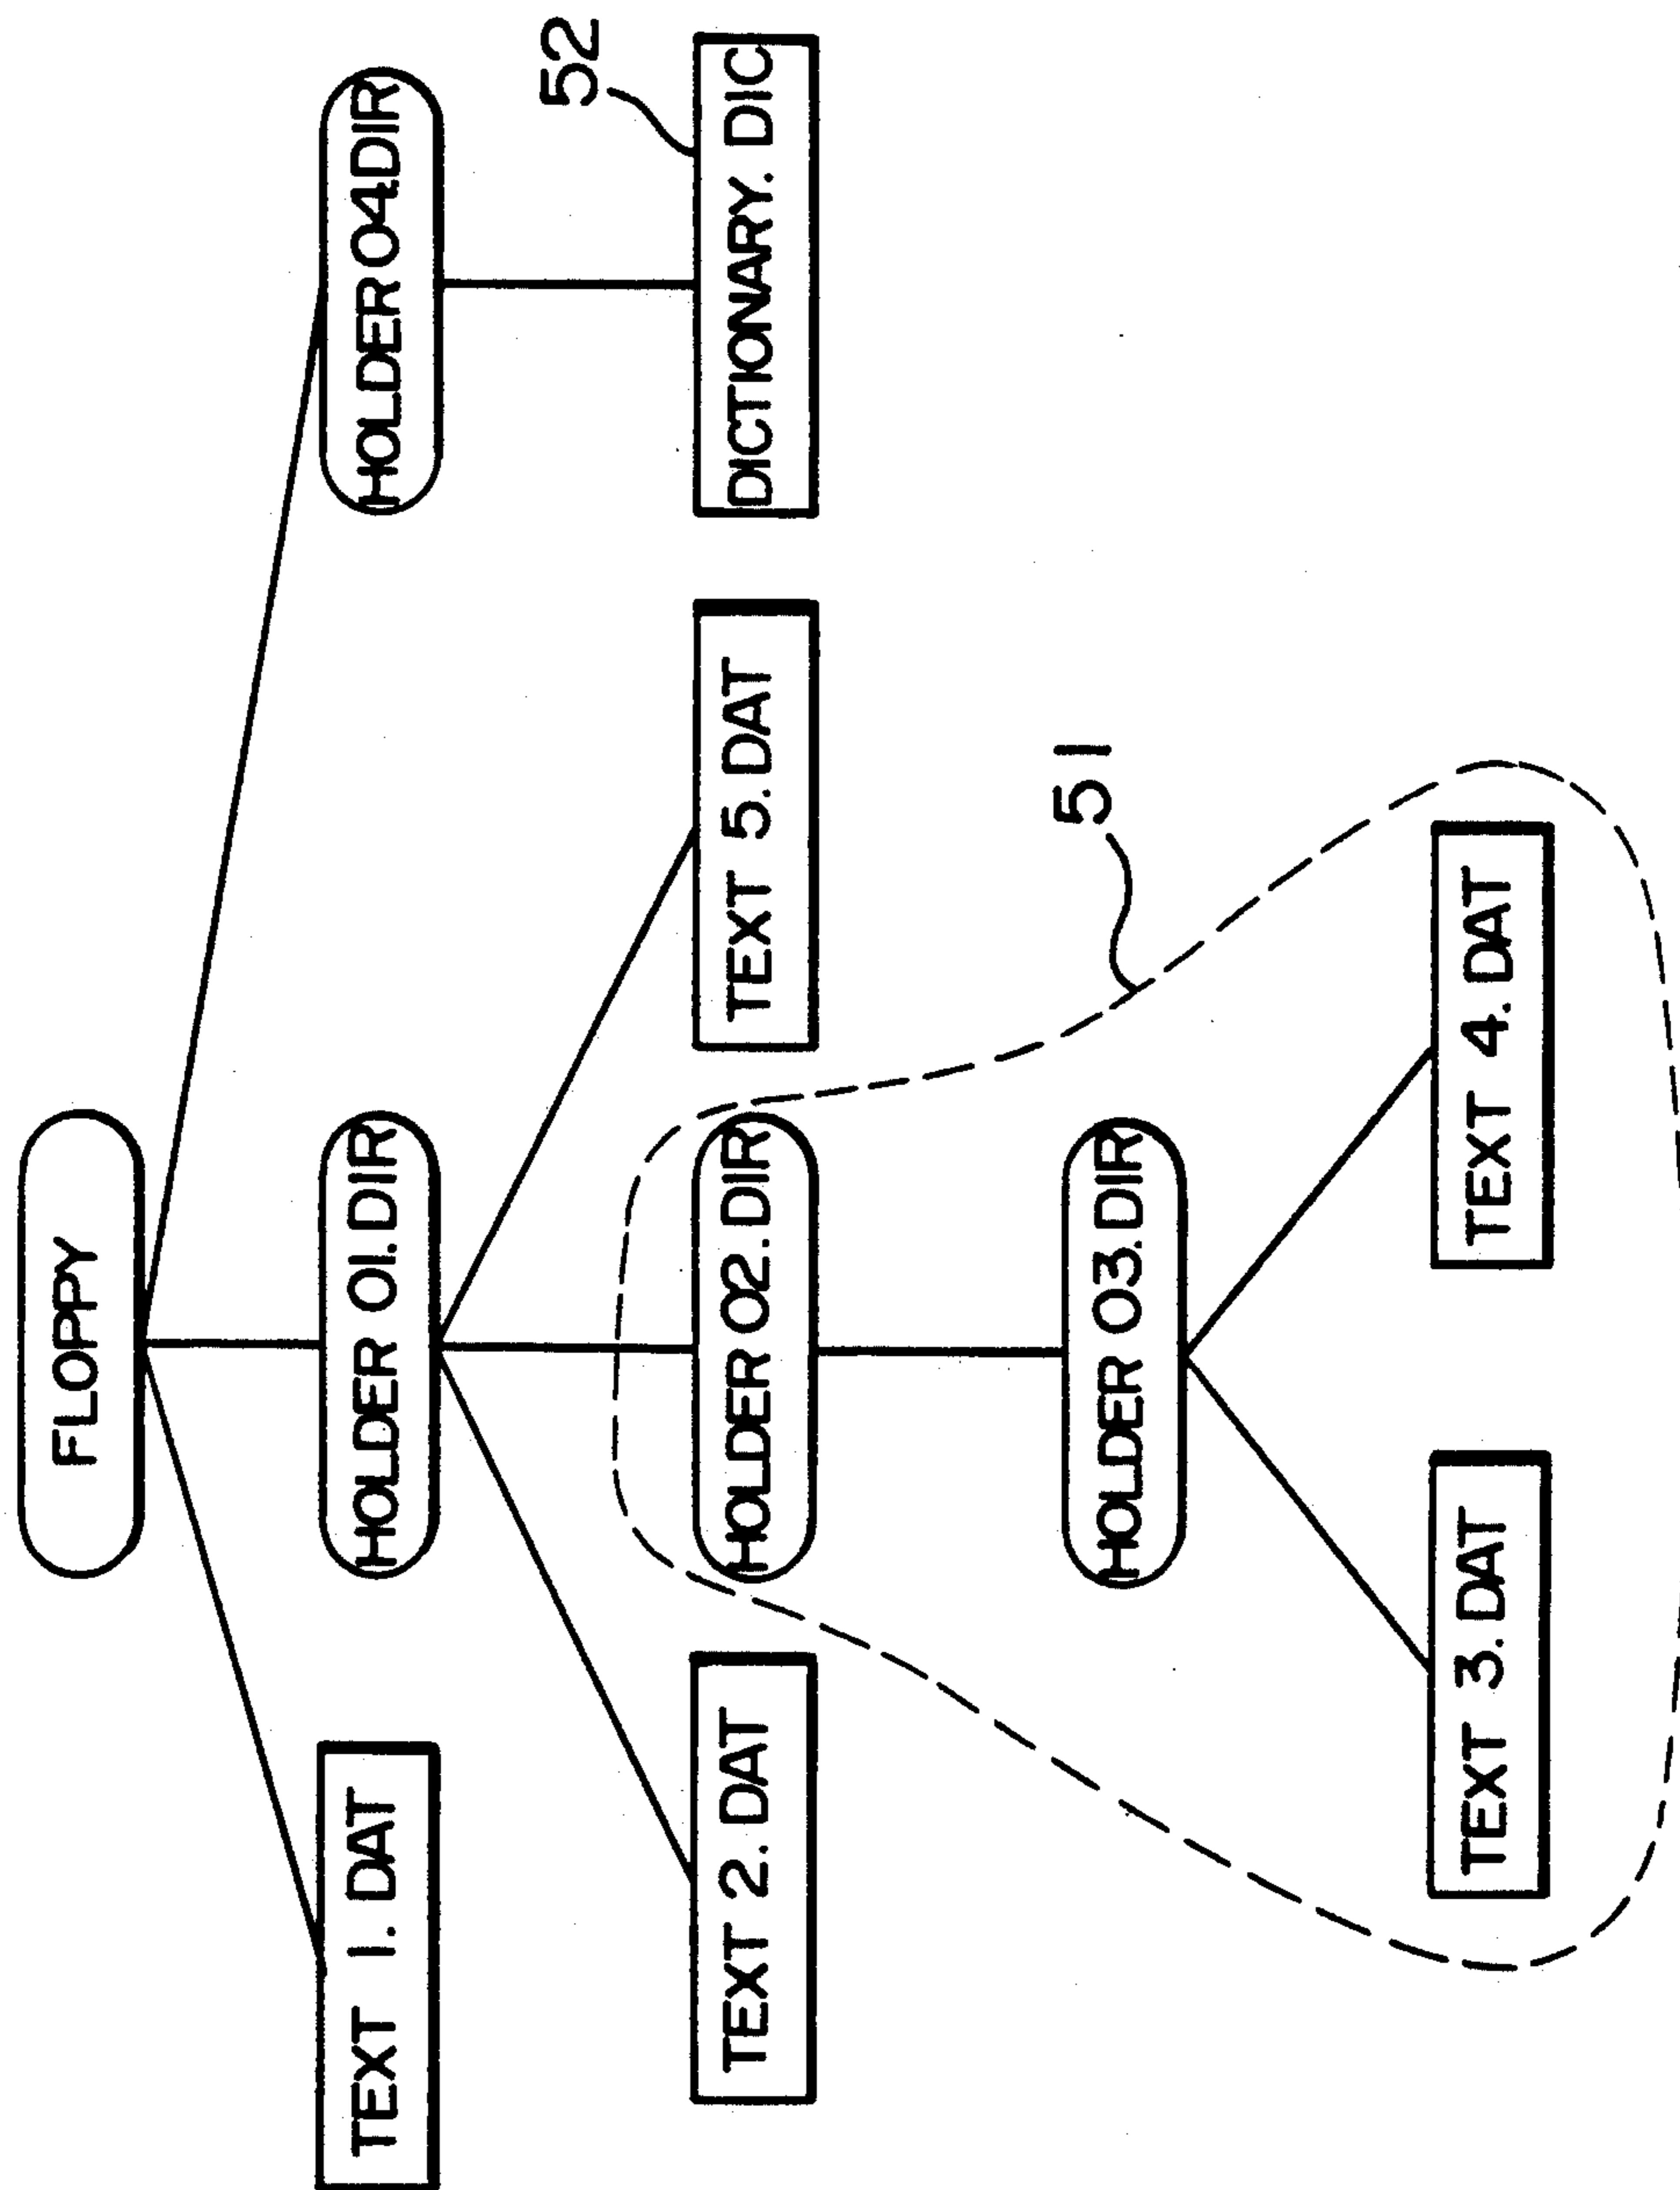 FLOPPY
TEXT 1. DAT
HOLDER 01. DIR
HOLDER 04. DIR
TEXT 2. DAT
HOLDER 02. DIR
TEXT 5. DAT
DICTIONARY. DIC
52
51
HOLDER 03. DIR
TEXT 3. DAT
TEXT 4. DAT